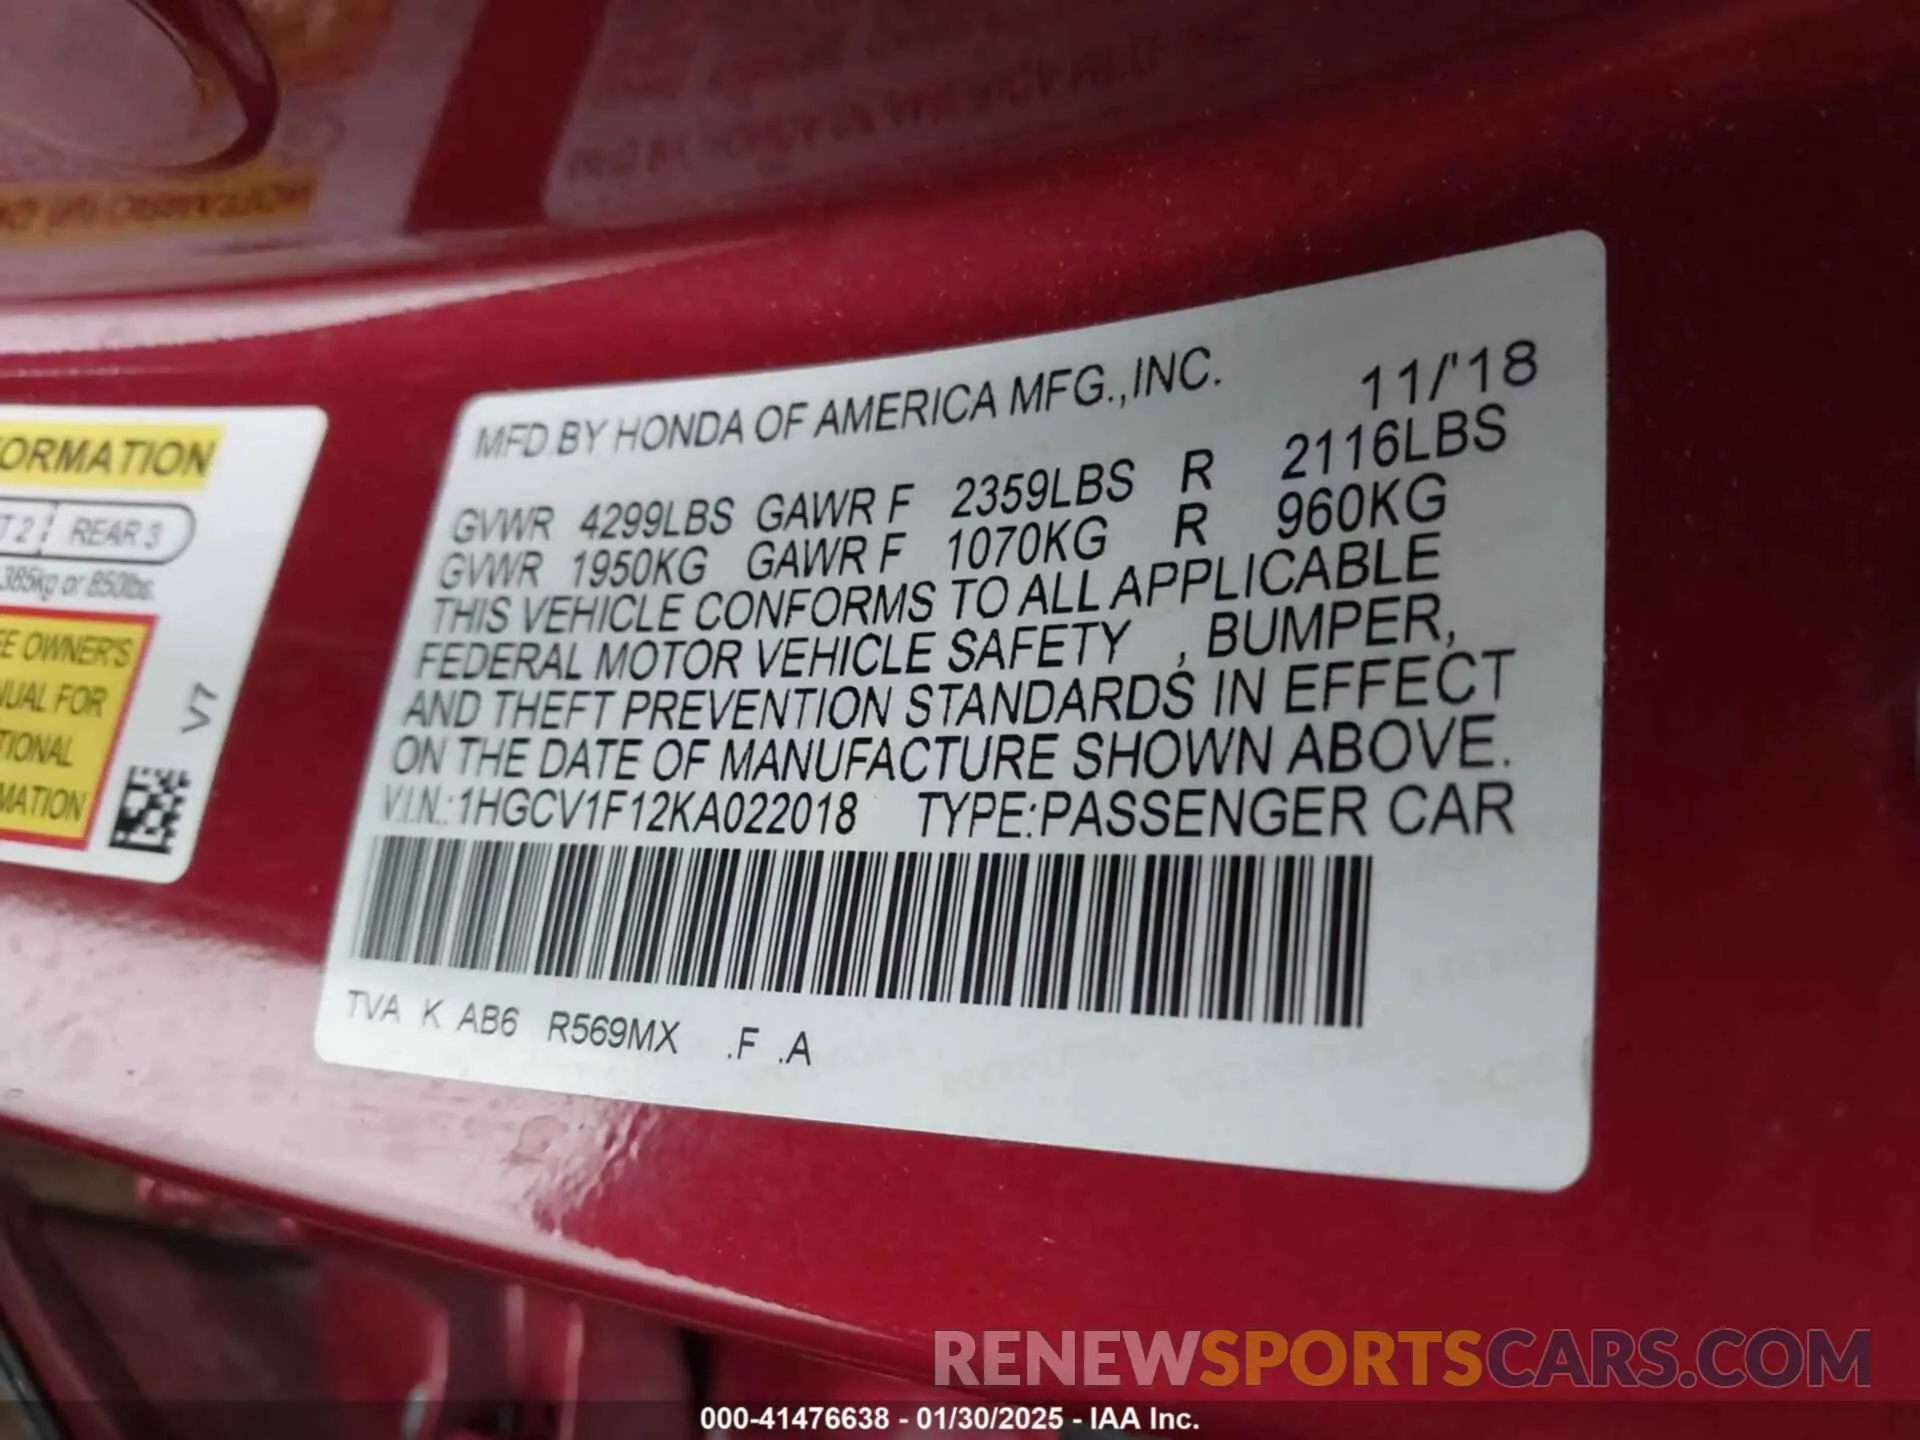 MFD.BY HONDA OF AMERICA MFG.,INC. 11/'18
GVWR 4299LBS GAWR F 2359LBS R 2116LBS
GVWR 1950KG GAWR F 1070KG R 960KG
THIS VEHICLE CONFORMS TO ALL APPLICABLE
FEDERAL MOTOR VEHICLE SAFETY , BUMPER,
AND THEFT PREVENTION STANDARDS IN EFFECT
ON THE DATE OF MANUFACTURE SHOWN ABOVE.
V.I.N.: 1HGCV1F12KA022018 TYPE:PASSENGER CAR
TVA K AB6 R569MX .F .A
ORMATION
T 2 REAR 3
385kg or 850lbs.
EE OWNER'S
UAL FOR
TIONAL
MATION
V7
RENEWSPORTSCARS.COM
000-41476638 - 01/30/2025 - IAA Inc.